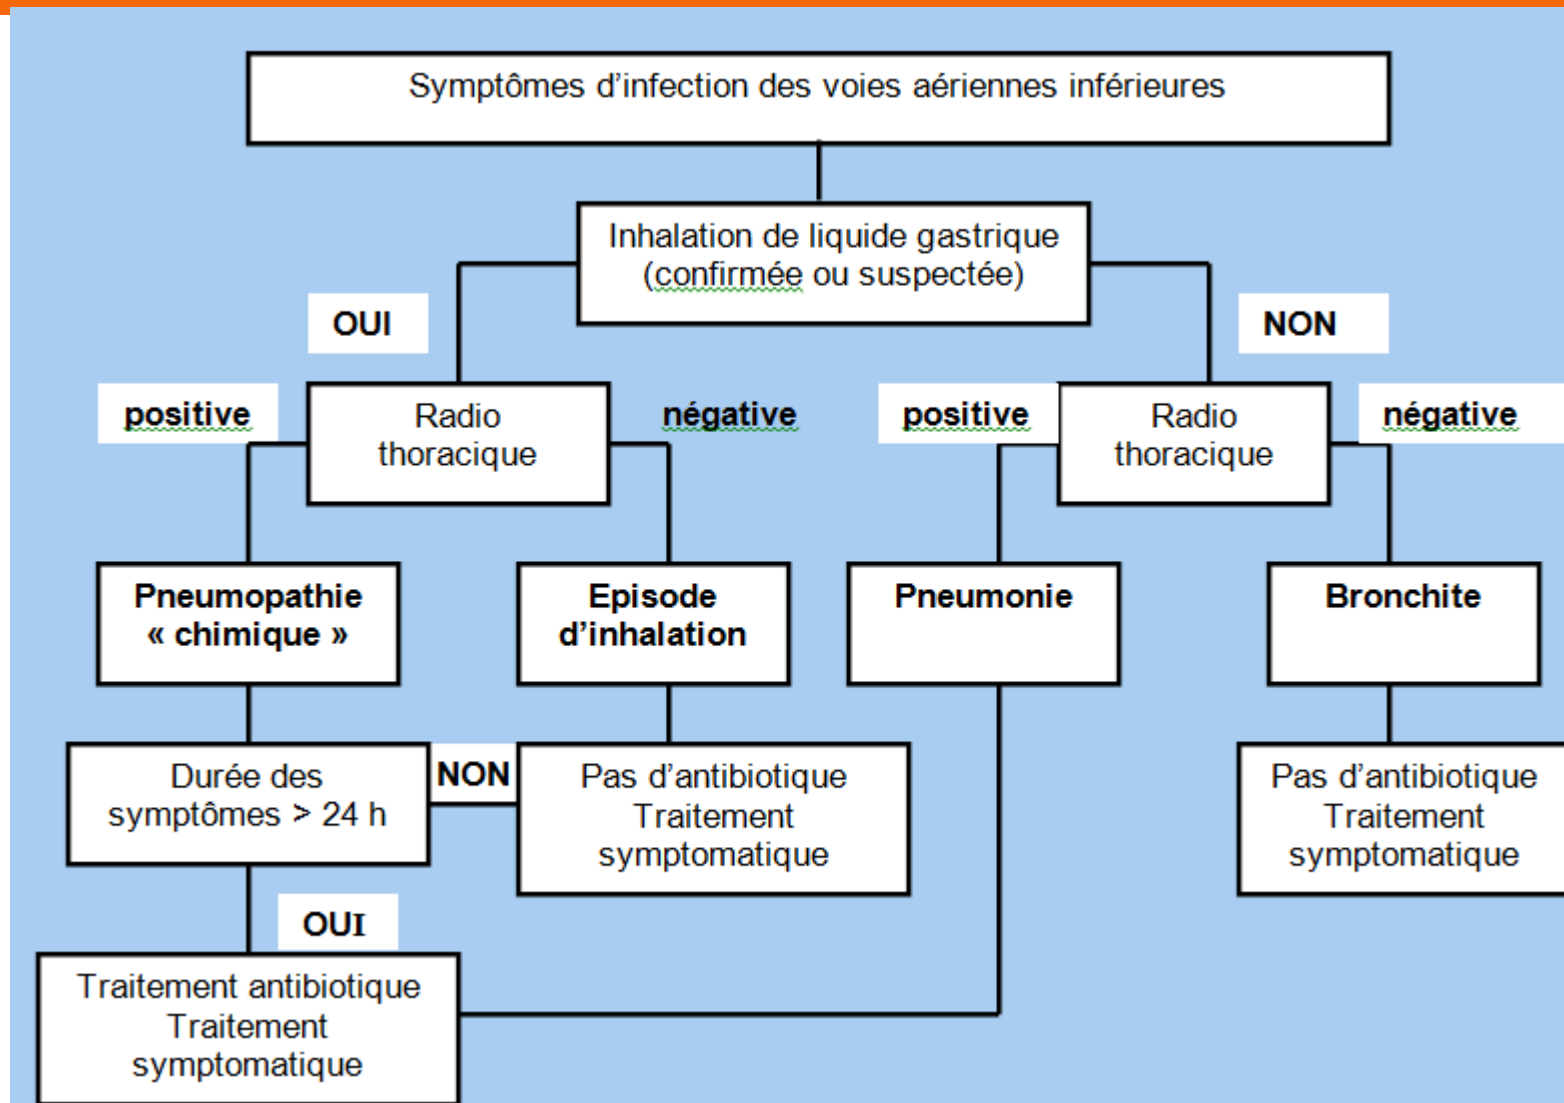 Symptômes d’infection des voies aériennes inférieures
Inhalation de liquide gastrique
(confirmée ou suspectée)
OUI
NON
positive
Radio
thoracique
négative
positive
Radio
thoracique
négative
Pneumopathie
« chimique »
Episode
d’inhalation
Pneumonie
Bronchite
Durée des
symptômes > 24 h
NON
Pas d’antibiotique
Traitement
symptomatique
Pas d’antibiotique
Traitement
symptomatique
OUI
Traitement antibiotique
Traitement
symptomatique